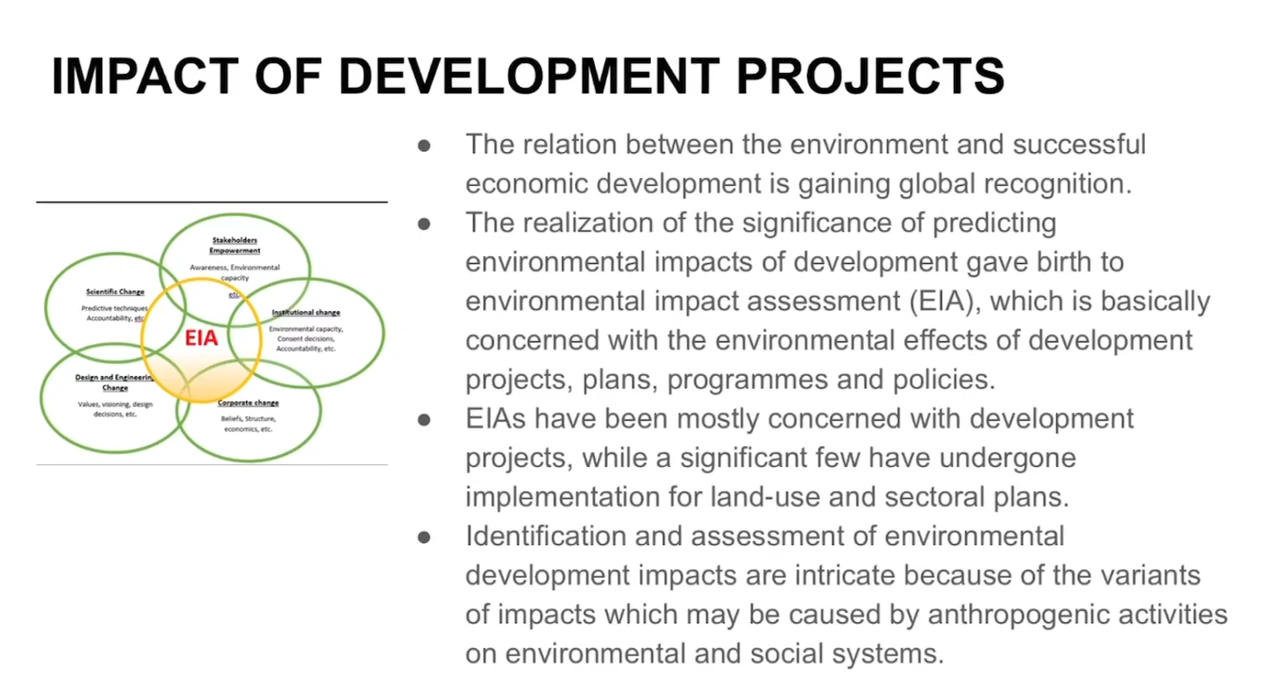 IMPACT OF DEVELOPMENT PROJECTS
Stakeholders
Empowerment
Awareness, Environmental
capacity
etc
Scientific Change
Predictive techniques
Accountability, etc
EIA
Institutional change
Environmental capacity,
Consent decisions,
Accountability, etc.
Design and Engineering
Change
Values, visioning, design
decisions, etc.
Corporate change
Beliefs, Structure,
economics, etc.
● The relation between the environment and successful
economic development is gaining global recognition.
● The realization of the significance of predicting
environmental impacts of development gave birth to
environmental impact assessment (EIA), which is basically
concerned with the environmental effects of development
projects, plans, programmes and policies.
● EIAs have been mostly concerned with development
projects, while a significant few have undergone
implementation for land-use and sectoral plans.
● Identification and assessment of environmental
development impacts are intricate because of the variants
of impacts which may be caused by anthropogenic activities
on environmental and social systems.